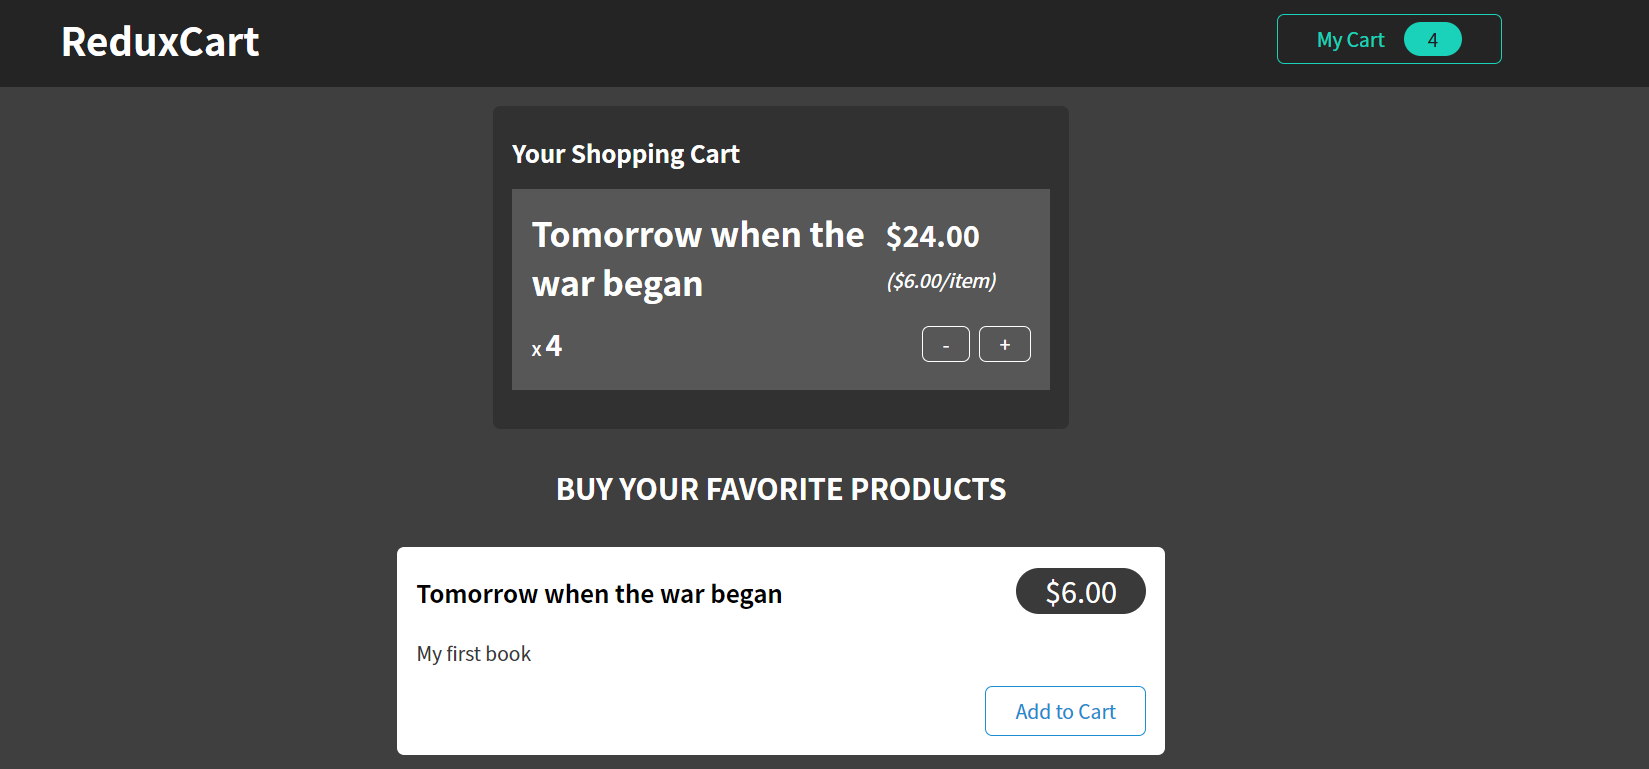 ReduxCart
My Cart 4
Your Shopping Cart
Tomorrow when the
war began
$24.00
($6.00/item)
x 4
- +
BUY YOUR FAVORITE PRODUCTS
Tomorrow when the war began
$6.00
My first book
Add to Cart